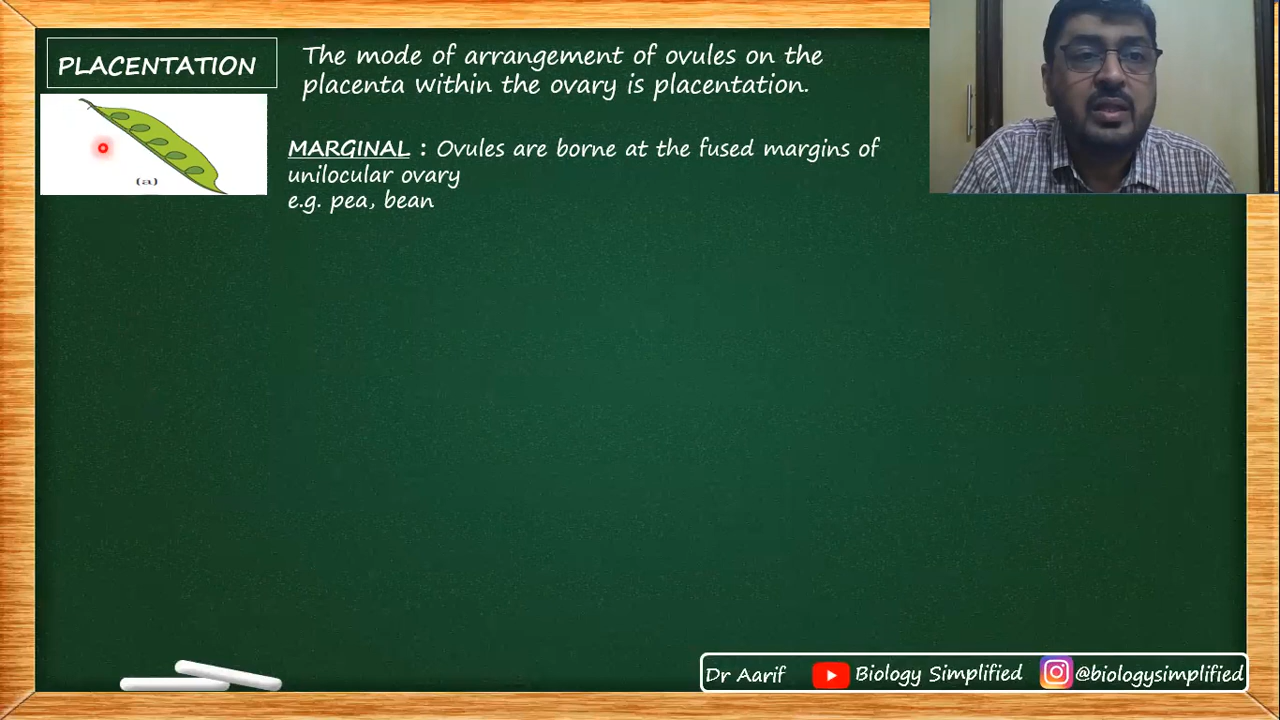 PLACENTATION
The mode of arrangement of ovules on the
placenta within the ovary is placentation.
(a)
MARGINAL : Ovules are borne at the fused margins of
unilocular ovary
e.g. pea, bean
Dr Aarif Biology Simplified @biologysimplified